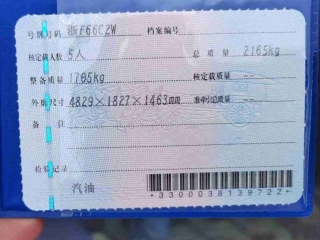 号牌号码 浙F66C2W 档案编号
核定载人数 5人 总质量 2165kg
整备质量 1705kg 核定载质量 --
外廓尺寸 4829×1827×1463mm 准牵引总质量 --
备注
检验记录
汽油
*3300038139722*